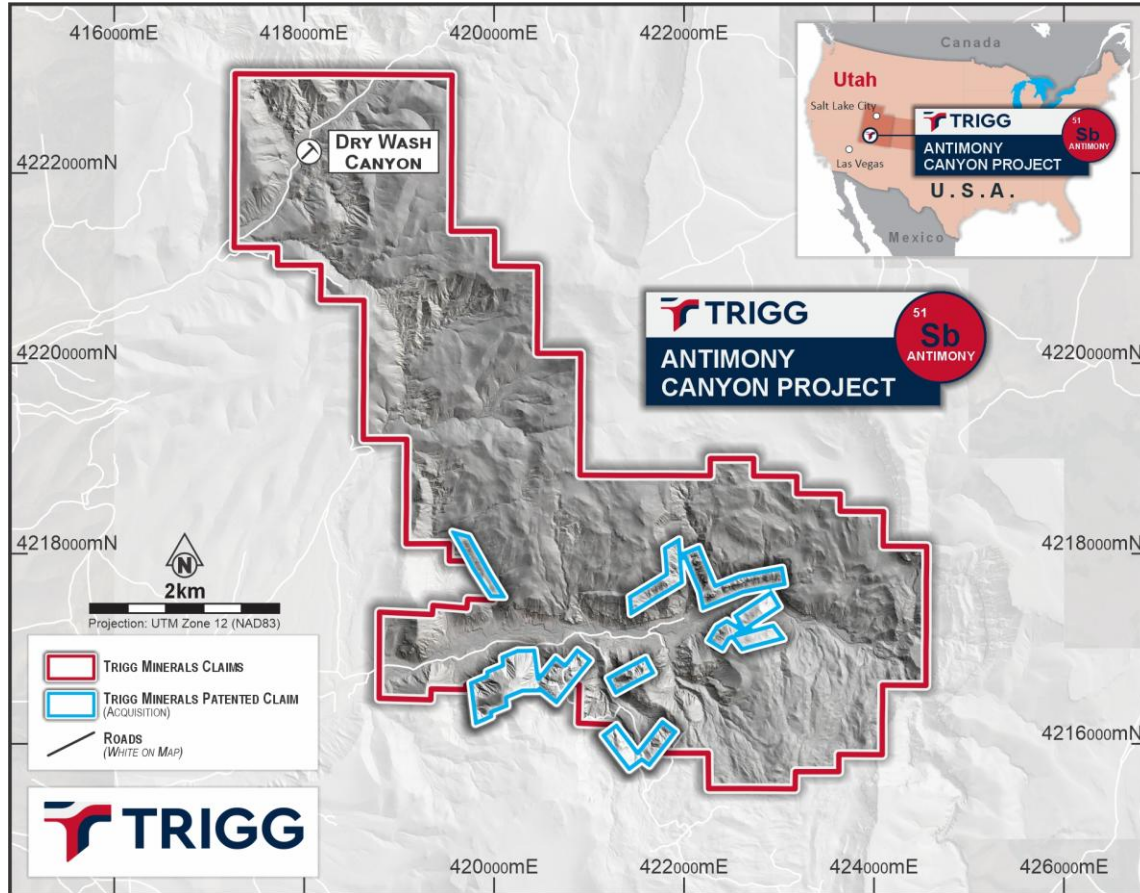 416000mE
418000mE
420000mE
422000mE
Canada
Utah
Salt Lake City
TRIGG
51
Sb
ANTIMONY
ANTIMONY
CANYON PROJECT
Las Vegas
U.S.A.
Mexico
4222000mN
DRY WASH
CANYON
TRIGG
51
Sb
ANTIMONY
ANTIMONY
CANYON PROJECT
4220000mN
4220000mN
4218000mN
4218000mN
N
2km
Projection: UTM Zone 12 (NAD83)
TRIGG MINERALS CLAIMS
TRIGG MINERALS PATENTED CLAIM
(ACQUISITION)
ROADS
(WHITE ON MAP)
4216000mN
TRIGG
420000mE
422000mE
424000mE
426000mE